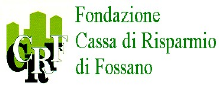 CRF
Fondazione
Cassa di Risparmio
di Fossano